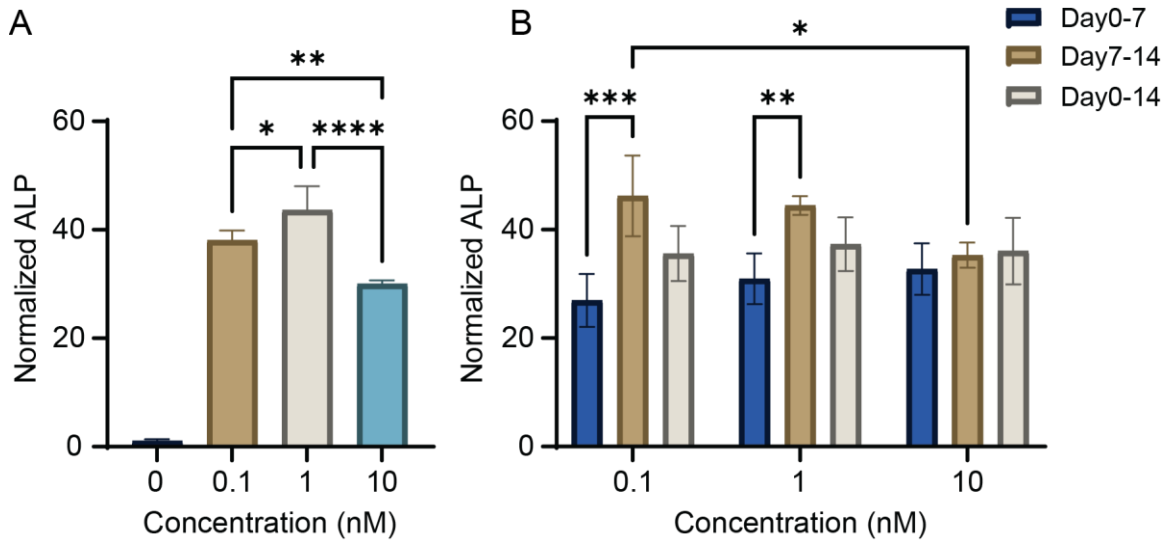 A
B
Day0-7
Day7-14
Day0-14
**
*
****
*
***
**
Normalized ALP
60
40
20
0
0 0.1 1 10
Concentration (nM)
Normalized ALP
60
40
20
0
0.1 1 10
Concentration (nM)